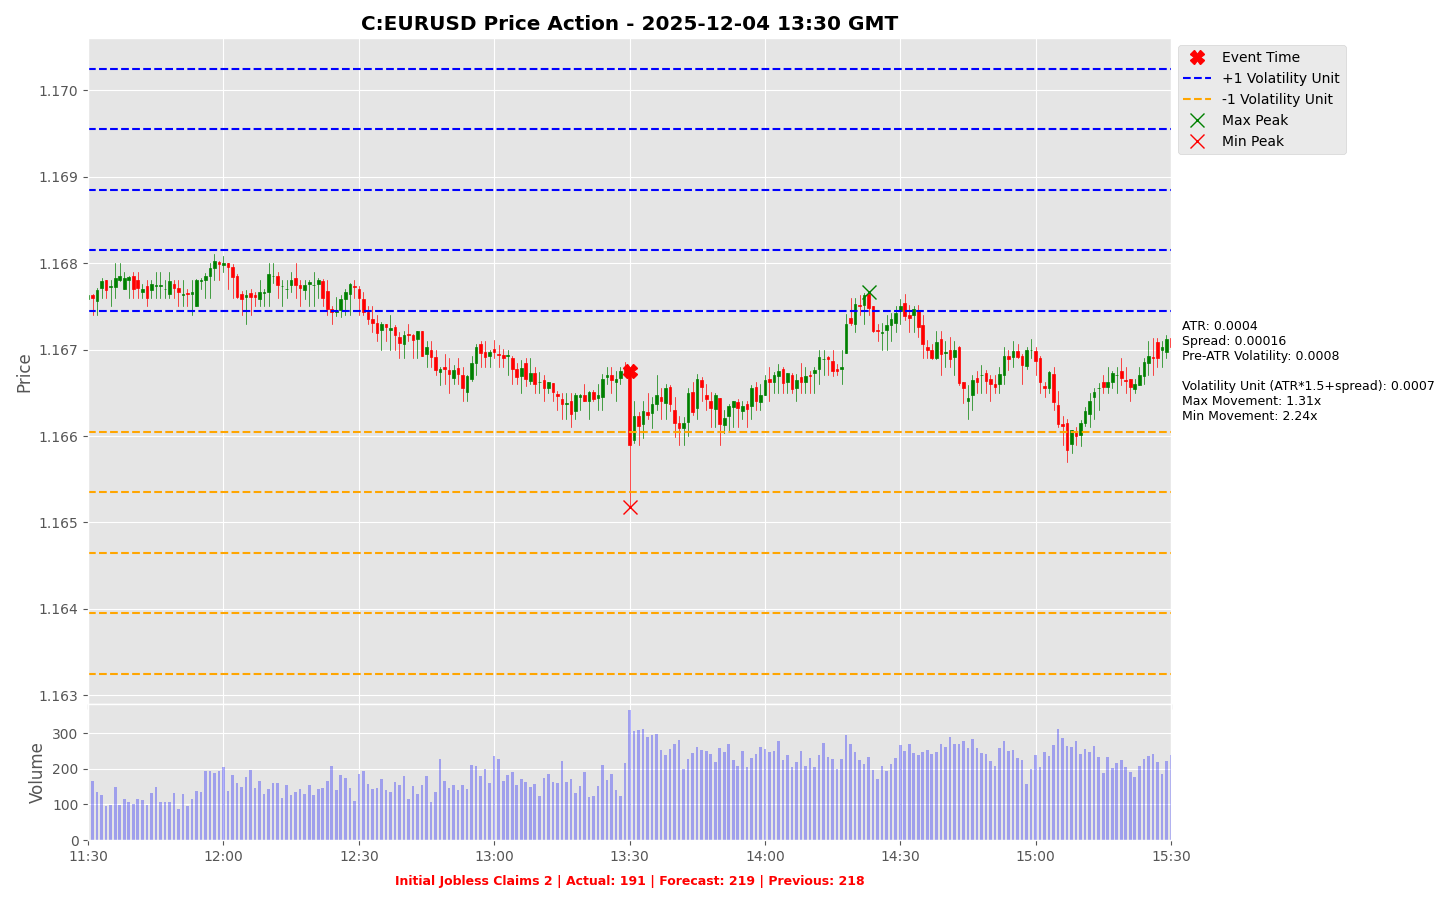 C:EURUSD Price Action - 2025-12-04 13:30 GMT
Event Time
+1 Volatility Unit
-1 Volatility Unit
Max Peak
Min Peak
Price
1.170
1.169
1.168
1.167
1.166
1.165
1.164
1.163
ATR: 0.0004
Spread: 0.00016
Pre-ATR Volatility: 0.0008
Volatility Unit (ATR*1.5+spread): 0.0007
Max Movement: 1.31x
Min Movement: 2.24x
Volume
300
200
100
0
11:30 12:00 12:30 13:00 13:30 14:00 14:30 15:00 15:30
Initial Jobless Claims 2 | Actual: 191 | Forecast: 219 | Previous: 218